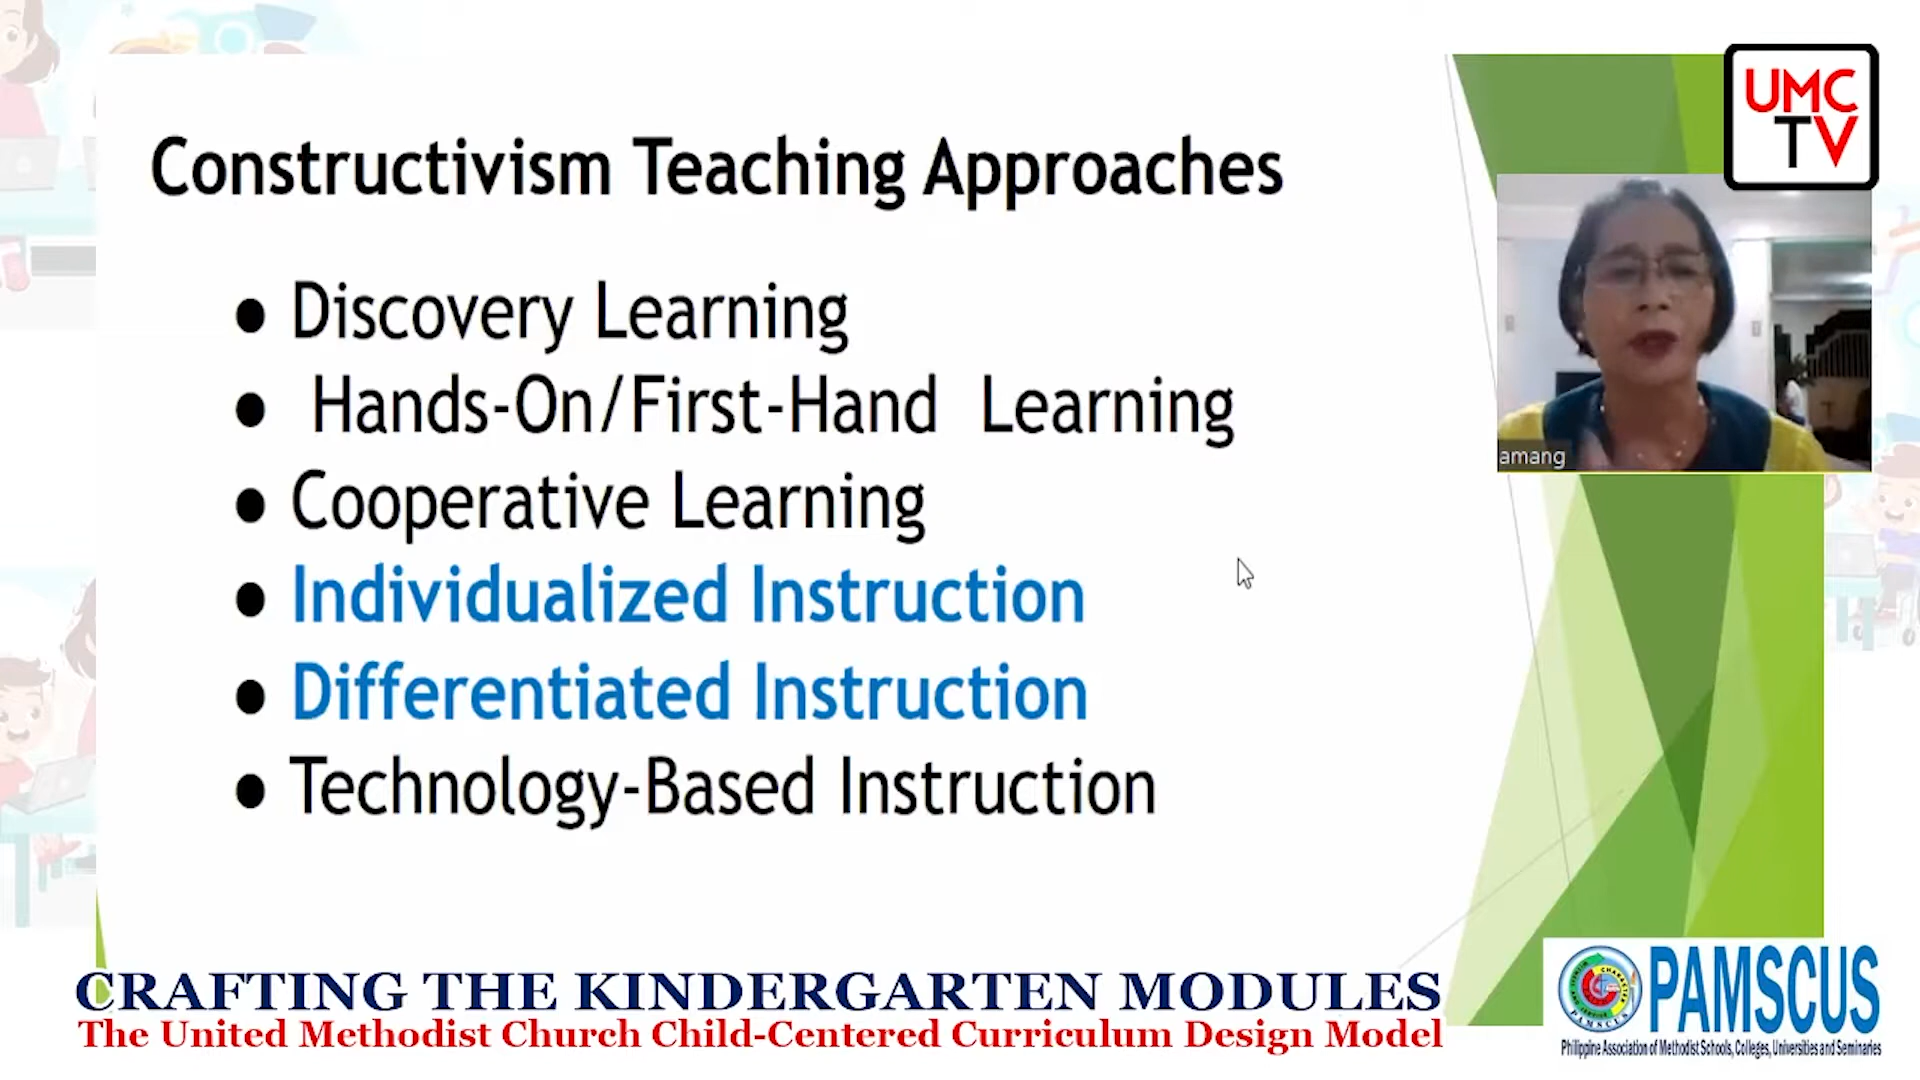 UMC
TV
Constructivism Teaching Approaches
● Discovery Learning
● Hands-On/First-Hand Learning
● Cooperative Learning
● Individualized Instruction
● Differentiated Instruction
● Technology-Based Instruction
amang
CRAFTING THE KINDERGARTEN MODULES
The United Methodist Church Child-Centered Curriculum Design Model
PAMSCUS
Philippine Association of Methodist Schools, Colleges, Universities and Seminaries